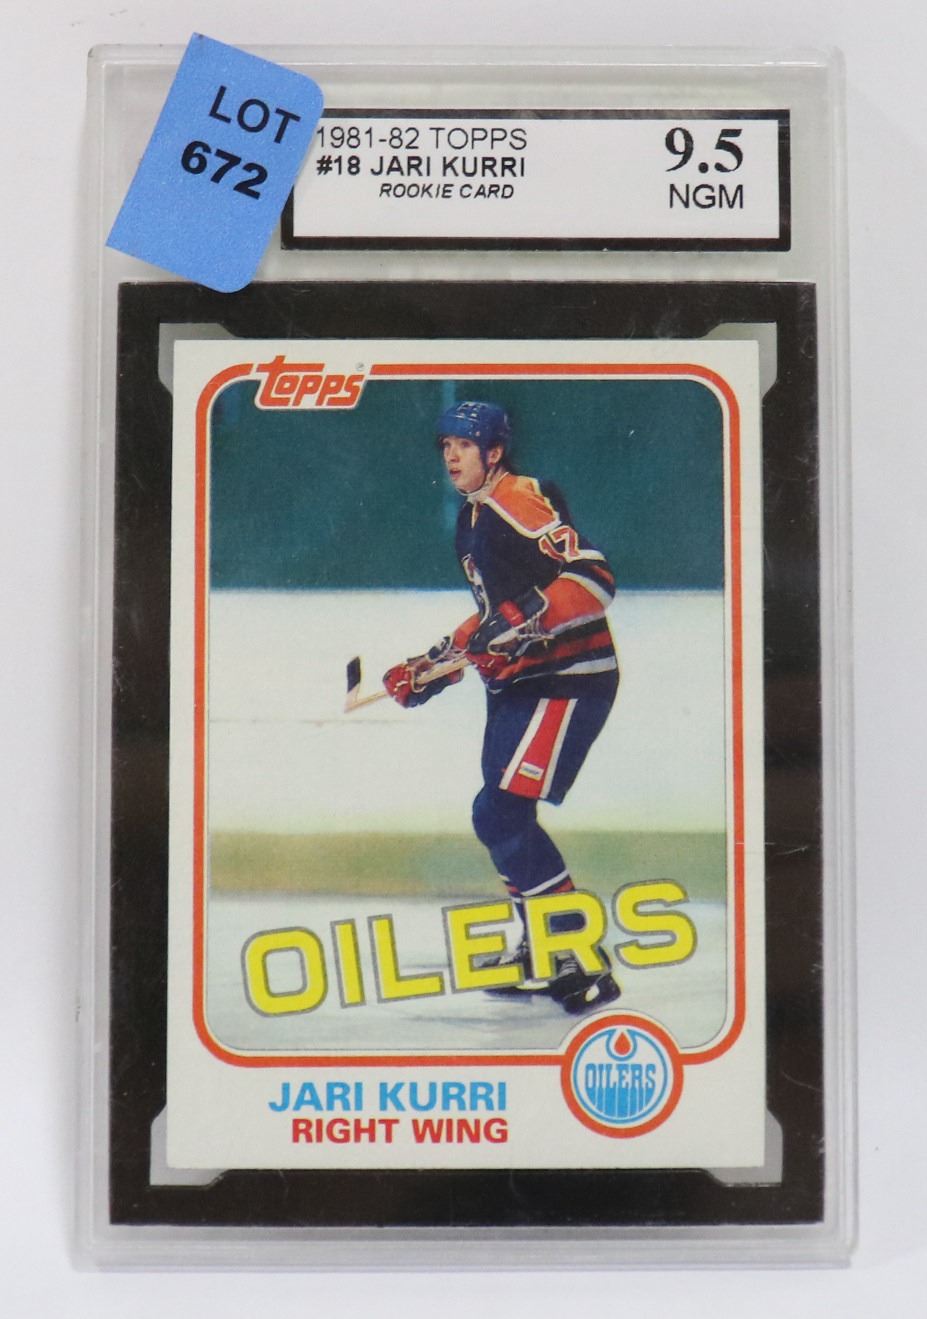 LOT
672
1981-82 TOPPS
9.5
#18 JARI KURRI
ROOKIE CARD
NGM
TOPPS®
17
OILERS
OILERS
JARI KURRI
RIGHT WING